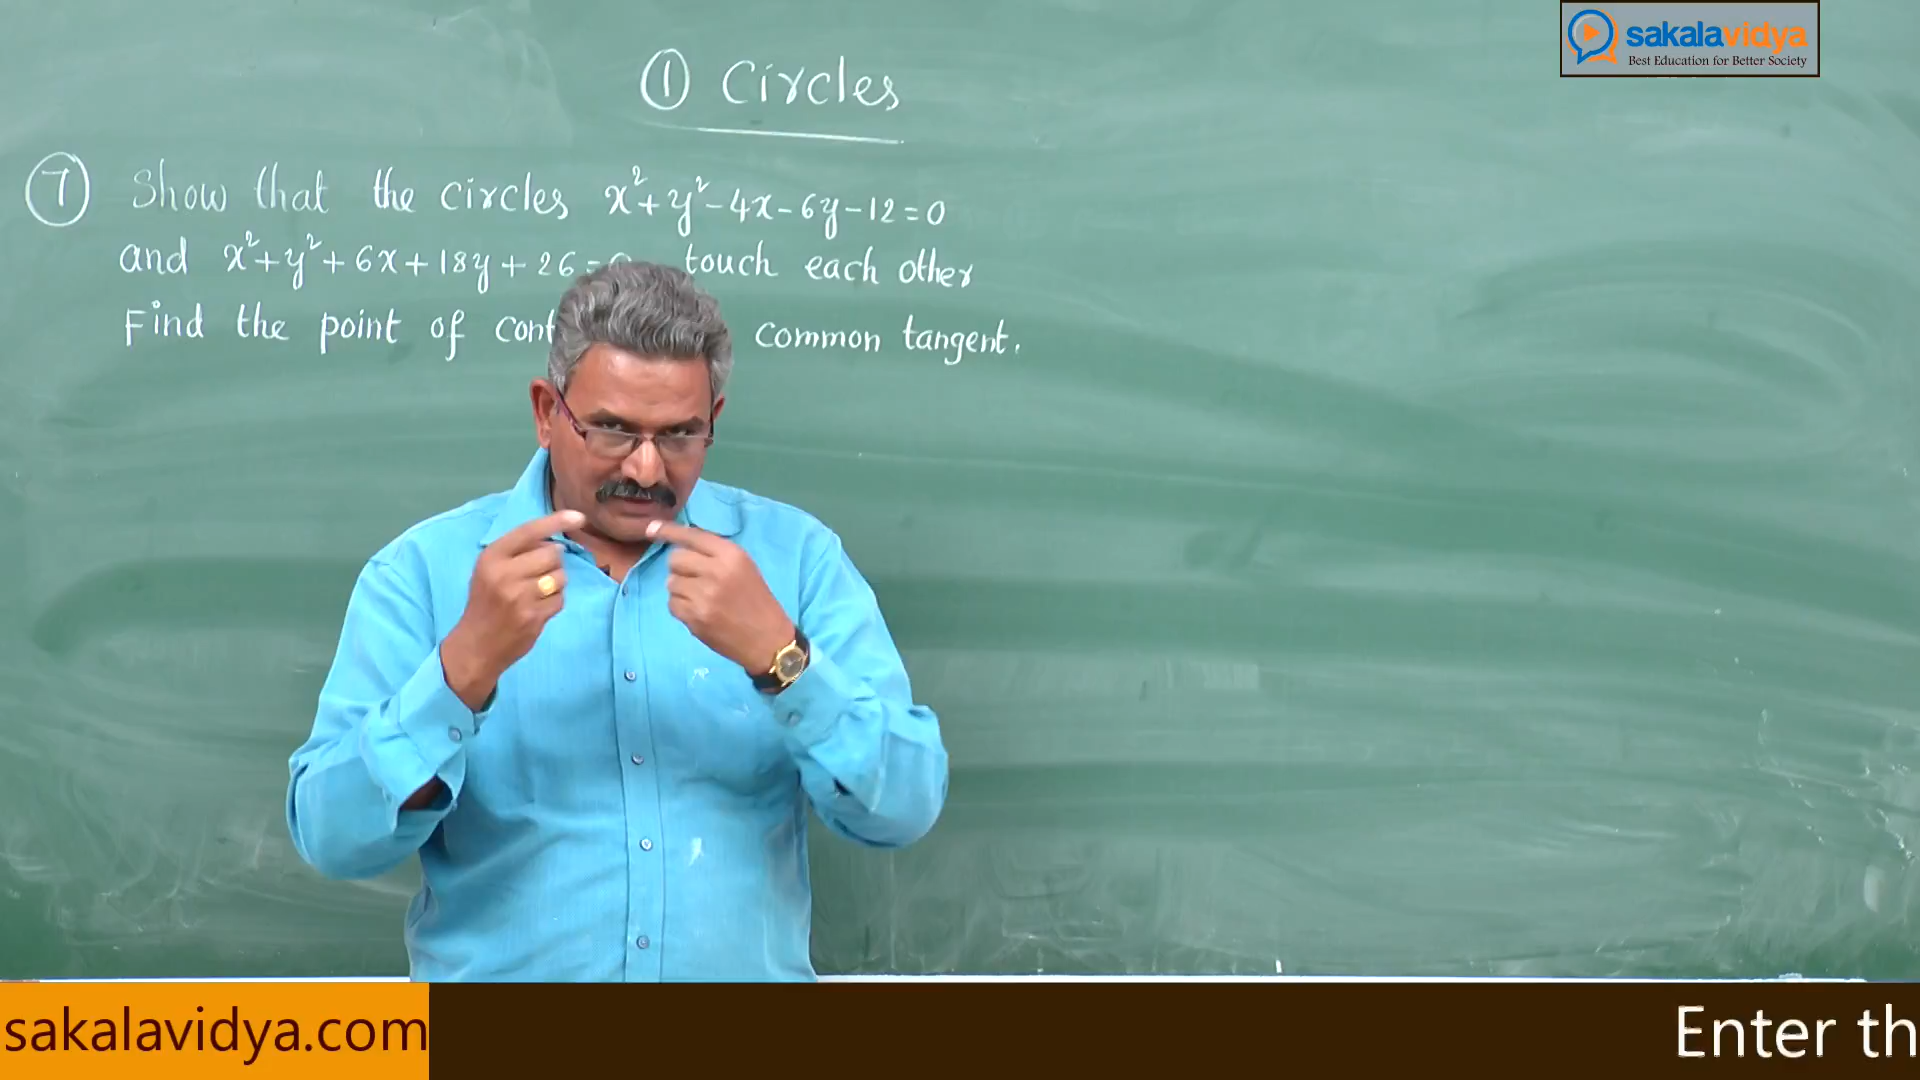 sakalavidya
Best Education for Better Society
① Circles
⑦ Show that the circles x²+y²-4x-6y-12=0
and x²+y²+6x+18y+26=0 touch each other
Find the point of common tangent.
sakalavidya.com
Enter